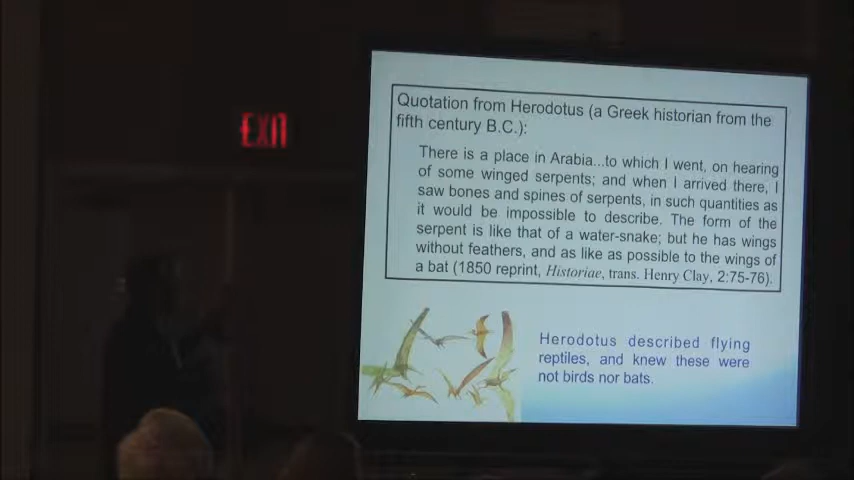 EXIT
Quotation from Herodotus (a Greek historian from the
fifth century B.C.):
There is a place in Arabia...to which I went, on hearing
of some winged serpents; and when I arrived there, I
saw bones and spines of serpents, in such quantities as
it would be impossible to describe. The form of the
serpent is like that of a water-snake; but he has wings
without feathers, and as like as possible to the wings of
a bat (1850 reprint, Historiae, trans. Henry Clay, 2:75-76).
Herodotus described flying
reptiles, and knew these were
not birds nor bats.